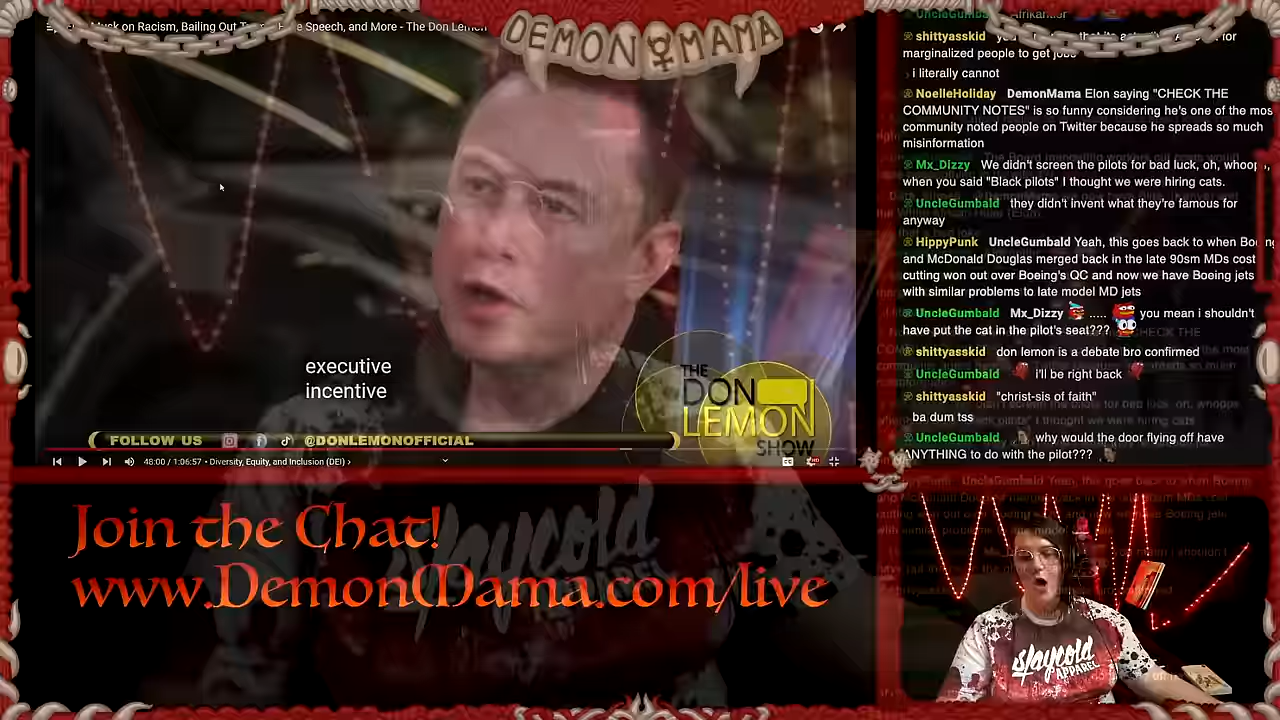 Musk on Racism, Bailing Out
Speech, and More - The Don Lemon
DEMON MAMA
executive
incentive
THE
DON
LEMON
SHOW
FOLLOW US @DONLEMONOFFICIAL
48:00 / 1:06:57 • Diversity, Equity, and Inclusion (DEI) ›
Join the Chat!
www.DemonMama.com/live
UncleGumbald Afrikaner
shittyasskid
marginalized people to get jobs
i literally cannot
NoelleHoliday DemonMama Elon saying "CHECK THE
COMMUNITY NOTES" is so funny considering he's one of the mos
community noted people on Twitter because he spreads so much
misinformation
Mx_Dizzy We didn't screen the pilots for bad luck, oh, whoops,
when you said "Black pilots" I thought we were hiring cats.
UncleGumbald they didn't invent what they're famous for
anyway
HippyPunk UncleGumbald Yeah, this goes back to when Boeing
and McDonald Douglas merged back in the late 90sm MDs cost
cutting won out over Boeing's QC and now we have Boeing jets
with similar problems to late model MD jets
UncleGumbald Mx_Dizzy ..... you mean i shouldn't
have put the cat in the pilot's seat???
shittyasskid don lemon is a debate bro confirmed
UncleGumbald i'll be right back
shittyasskid "christ-sis of faith"
ba dum tss
UncleGumbald why would the door flying off have
ANYTHING to do with the pilot???
slaycold
APPAREL